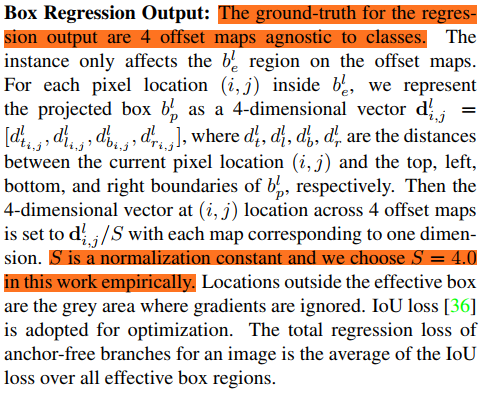 Box Regression Output: The ground-truth for the regres-
sion output are 4 offset maps agnostic to classes. The
instance only affects the $b_e^l$ region on the offset maps.
For each pixel location $(i, j)$ inside $b_e^l$, we represent
the projected box $b_p^l$ as a 4-dimensional vector $\mathbf{d}_{i,j}^l =$
$[d_{t_{i,j}}^l, d_{l_{i,j}}^l, d_{b_{i,j}}^l, d_{r_{i,j}}^l]$, where $d_t^l, d_l^l, d_b^l, d_r^l$ are the distances
between the current pixel location $(i, j)$ and the top, left,
bottom, and right boundaries of $b_p^l$, respectively. Then the
4-dimensional vector at $(i, j)$ location across 4 offset maps
is set to $\mathbf{d}_{i,j}^l/S$ with each map corresponding to one dimen-
sion. $S$ is a normalization constant and we choose $S = 4.0$
in this work empirically. Locations outside the effective box
are the grey area where gradients are ignored. IoU loss [36]
is adopted for optimization. The total regression loss of
anchor-free branches for an image is the average of the IoU
loss over all effective box regions.